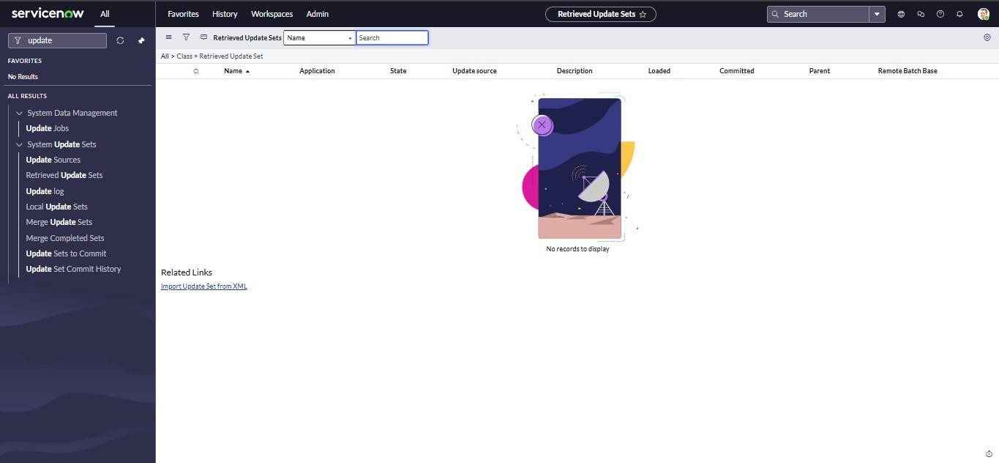 servicenow All Favorites History Workspaces Admin Retrieved Update Sets Search
update
FAVORITES
No Results
ALL RESULTS
System Data Management
Update Jobs
System Update Sets
Update Sources
Retrieved Update Sets
Update log
Local Update Sets
Merge Update Sets
Merge Completed Sets
Update Sets to Commit
Update Set Commit History
Retrieved Update Sets Name Search
All > Class = Retrieved Update Set
Name Application State Update source Description Loaded Committed Parent Remote Batch Base
No records to display
Related Links
Import Update Set from XML